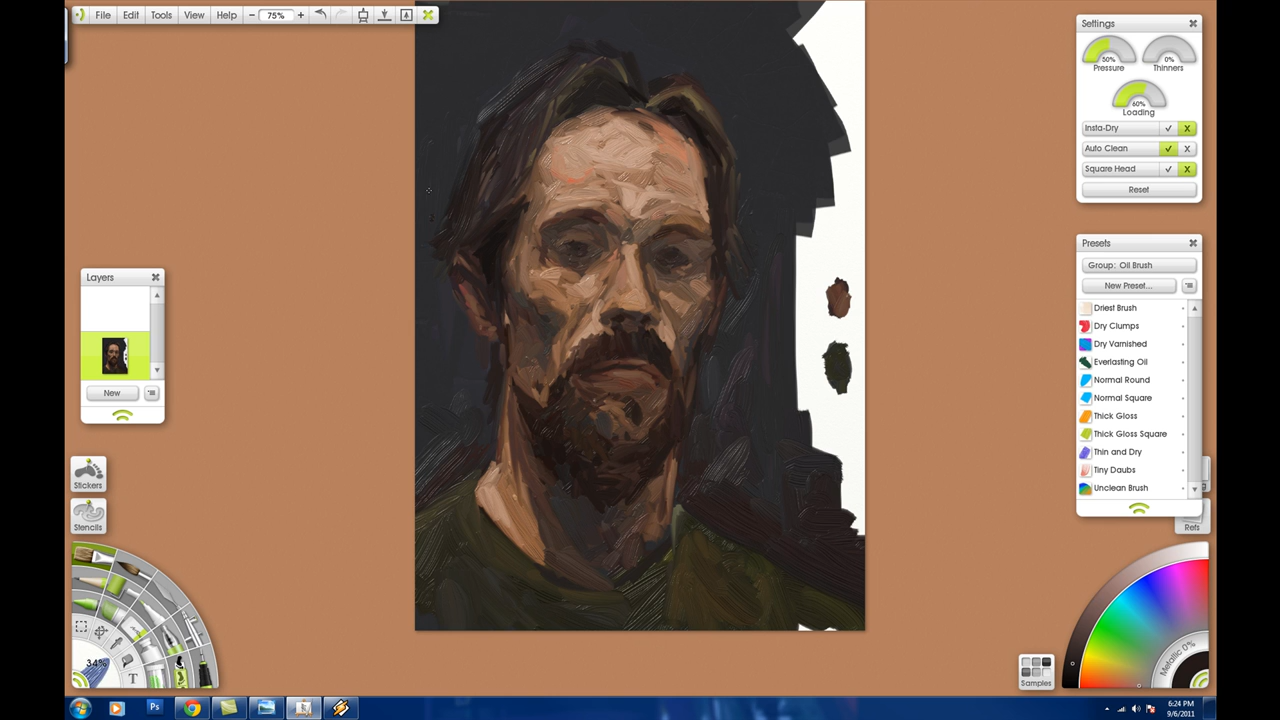 File Edit Tools View Help − 75% +
Settings
50% 0%
Pressure Thinners
60%
Loading
Insta-Dry
Auto Clean
Square Head
Reset
Presets
Group: Oil Brush
New Preset...
Driest Brush
Dry Clumps
Dry Varnished
Everlasting Oil
Normal Round
Normal Square
Thick Gloss
Thick Gloss Square
Thin and Dry
Tiny Daubs
Unclean Brush
Refs
Layers
New
Stickers
Stencils
34%
T
Metallic 0%
Samples
Ps
6:24 PM
9/6/2011